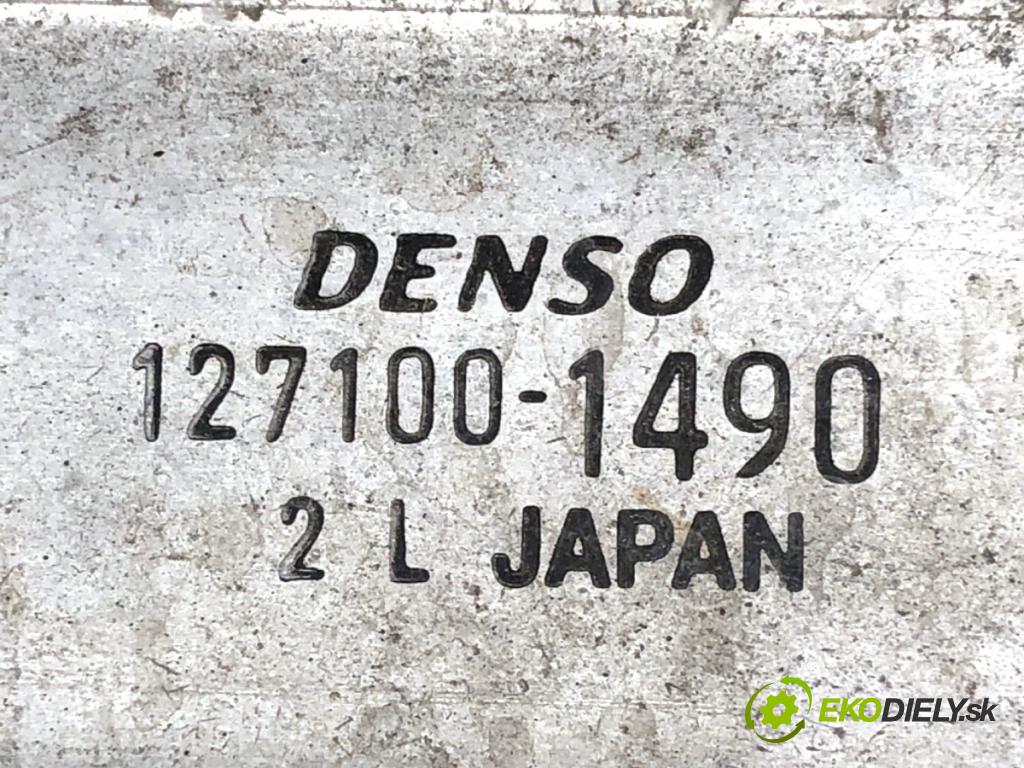 DENSO
127100-1490
2 L JAPAN
EKODIELY.sk